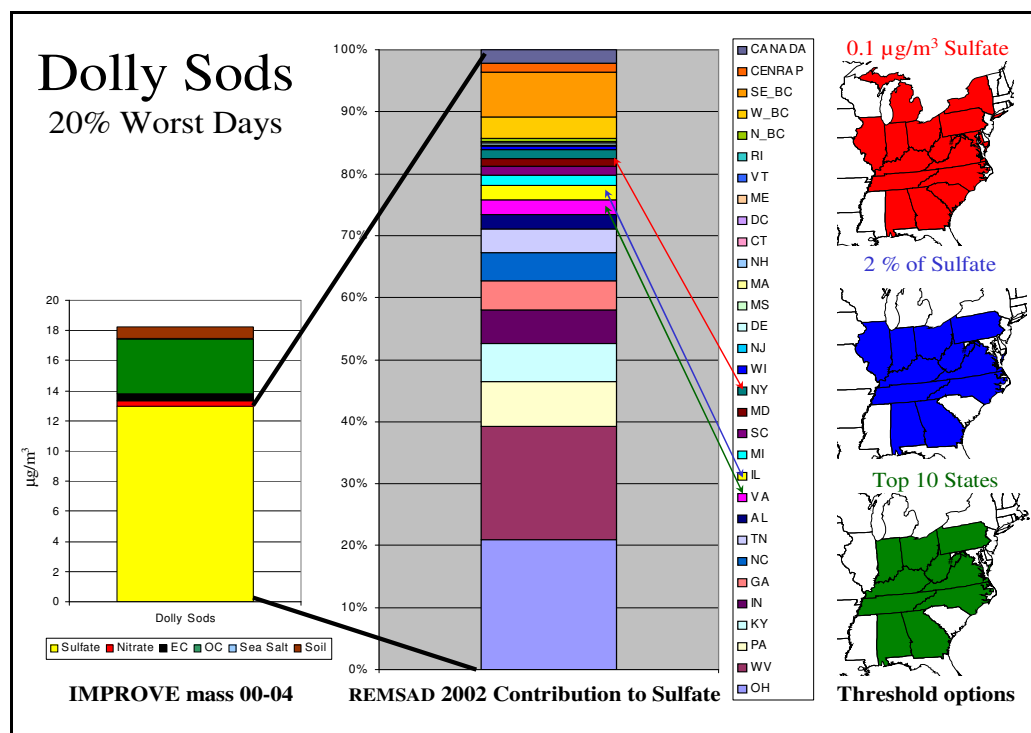 Dolly Sods
20% Worst Days
20
18
16
14
12
10
8
6
4
2
0
µg/m³
Dolly Sods
Sulfate Nitrate EC OC Sea Salt Soil
IMPROVE mass 00-04
100%
90%
80%
70%
60%
50%
40%
30%
20%
10%
0%
REMSAD 2002 Contribution to Sulfate
CANADA
CENRAP
SE_BC
W_BC
N_BC
RI
VT
ME
DC
CT
NH
MA
MS
DE
NJ
WI
NY
MD
SC
MI
IL
VA
AL
TN
NC
GA
IN
KY
PA
WV
OH
0.1 µg/m³ Sulfate
2 % of Sulfate
Top 10 States
Threshold options